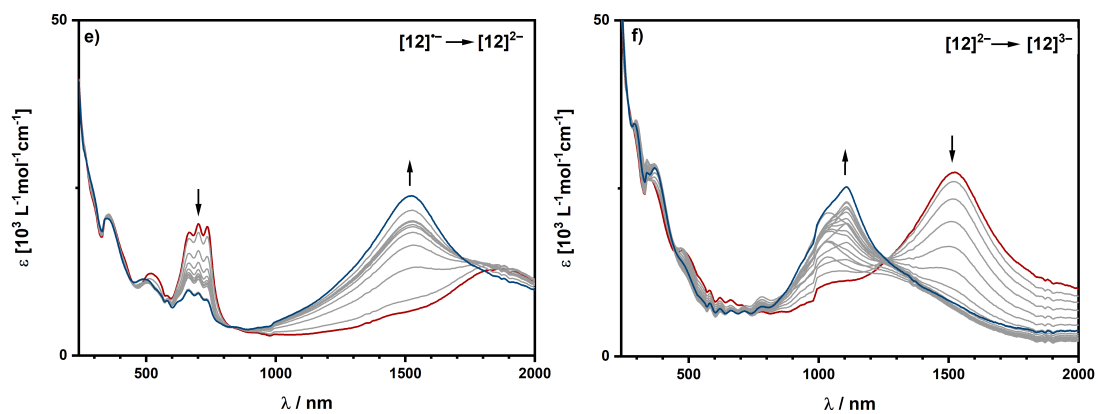 e)
[12]•− → [12]2−
50
25
0
ε [10³ L-1mol-1cm-1]
500 1000 1500 2000
λ / nm
f)
[12]2− → [12]3−
50
0
ε [10³ L-1mol-1cm-1]
500 1000 1500 2000
λ / nm